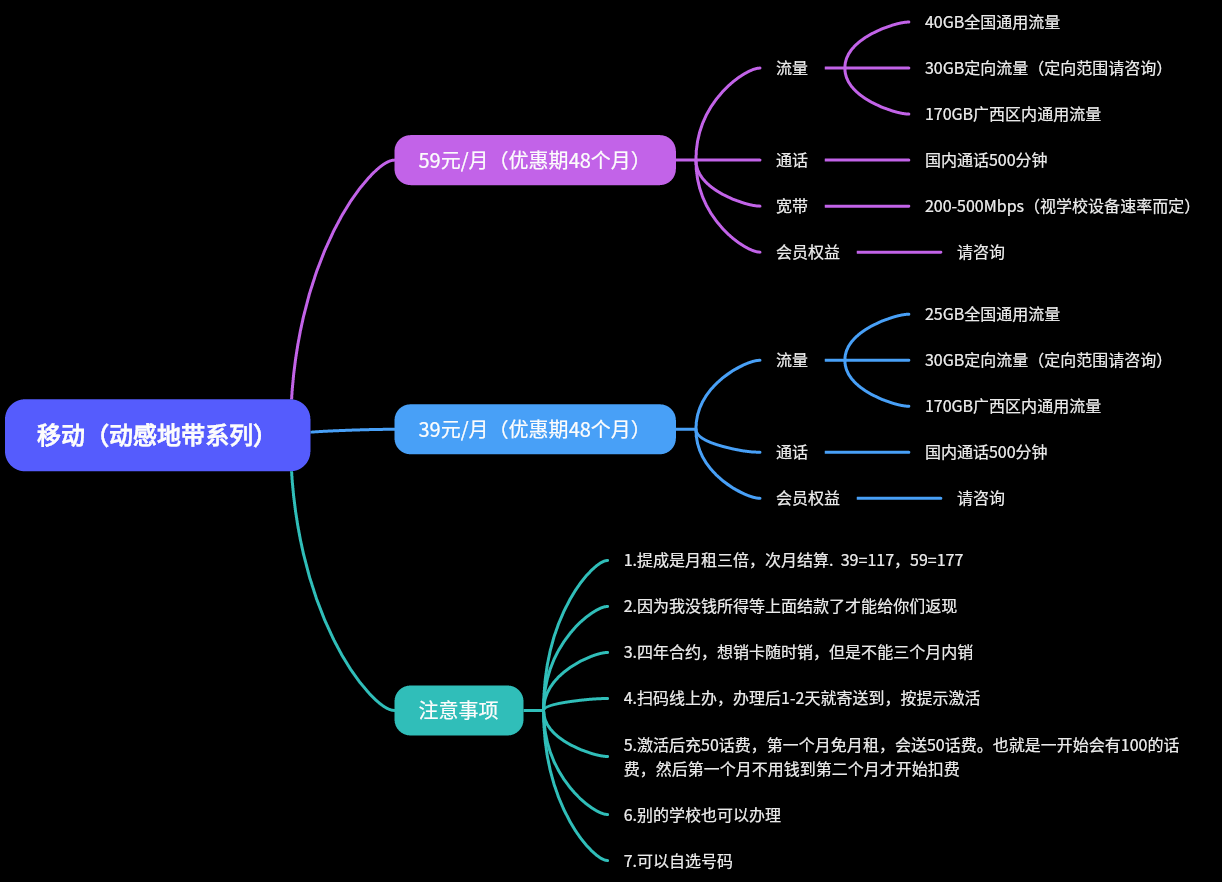 移动（动感地带系列）
59元/月（优惠期48个月）
流量
40GB全国通用流量
30GB定向流量（定向范围请咨询）
170GB广西区内通用流量
通话
国内通话500分钟
宽带
200-500Mbps（视学校设备速率而定）
会员权益
请咨询
39元/月（优惠期48个月）
流量
25GB全国通用流量
30GB定向流量（定向范围请咨询）
170GB广西区内通用流量
通话
国内通话500分钟
会员权益
请咨询
注意事项
1.提成是月租三倍，次月结算.  39=117，59=177
2.因为我没钱所得等上面结款了才能给你们返现
3.四年合约，想销卡随时销，但是不能三个月内销
4.扫码线上办，办理后1-2天就寄送到，按提示激活
5.激活后充50话费，第一个月免月租，会送50话费。也就是一开始会有100的话
费，然后第一个月不用钱到第二个月才开始扣费
6.别的学校也可以办理
7.可以自选号码